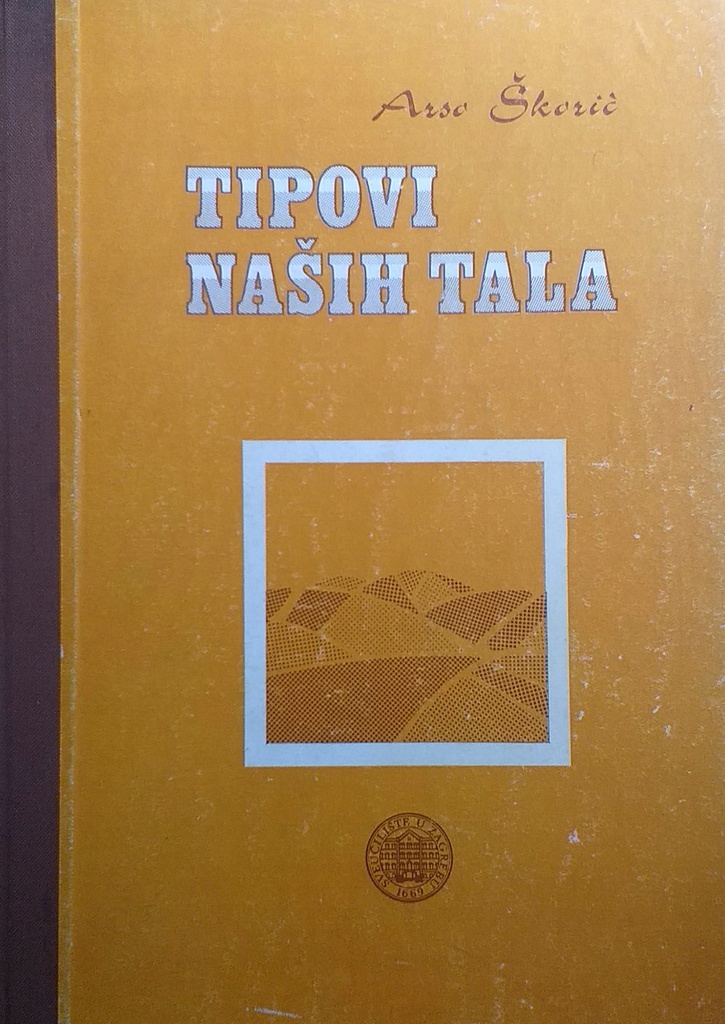 Arso Škorić
TIPOVI
NAŠIH TALA
SVEUČILIŠTE U ZAGREBU
1669